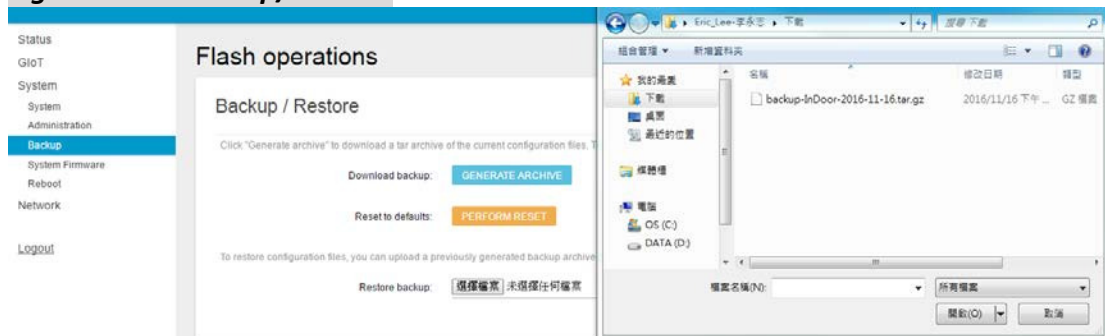 Status
GIoT
System
System
Administration
Backup
System Firmware
Reboot
Network
Logout
Flash operations
Backup / Restore
Click "Generate archive" to download a tar archive of the current configuration files. T
Download backup:
GENERATE ARCHIVE
Reset to defaults:
PERFORM RESET
To restore configuration files, you can upload a previously generated backup archive
Restore backup:
選擇檔案 未選擇任何檔案
Eric_Lee-李永志 ▸ 下載
搜尋 下載
組合管理
新增資料夾
我的最愛
下載
桌面
最近的位置
媒體櫃
電腦
OS (C:)
DATA (D:)
名稱
修改日期
類型
backup-InDoor-2016-11-16.tar.gz
2016/11/16 下午 ...
GZ 檔案
檔案名稱(N):
所有檔案
開啟(O)
取消